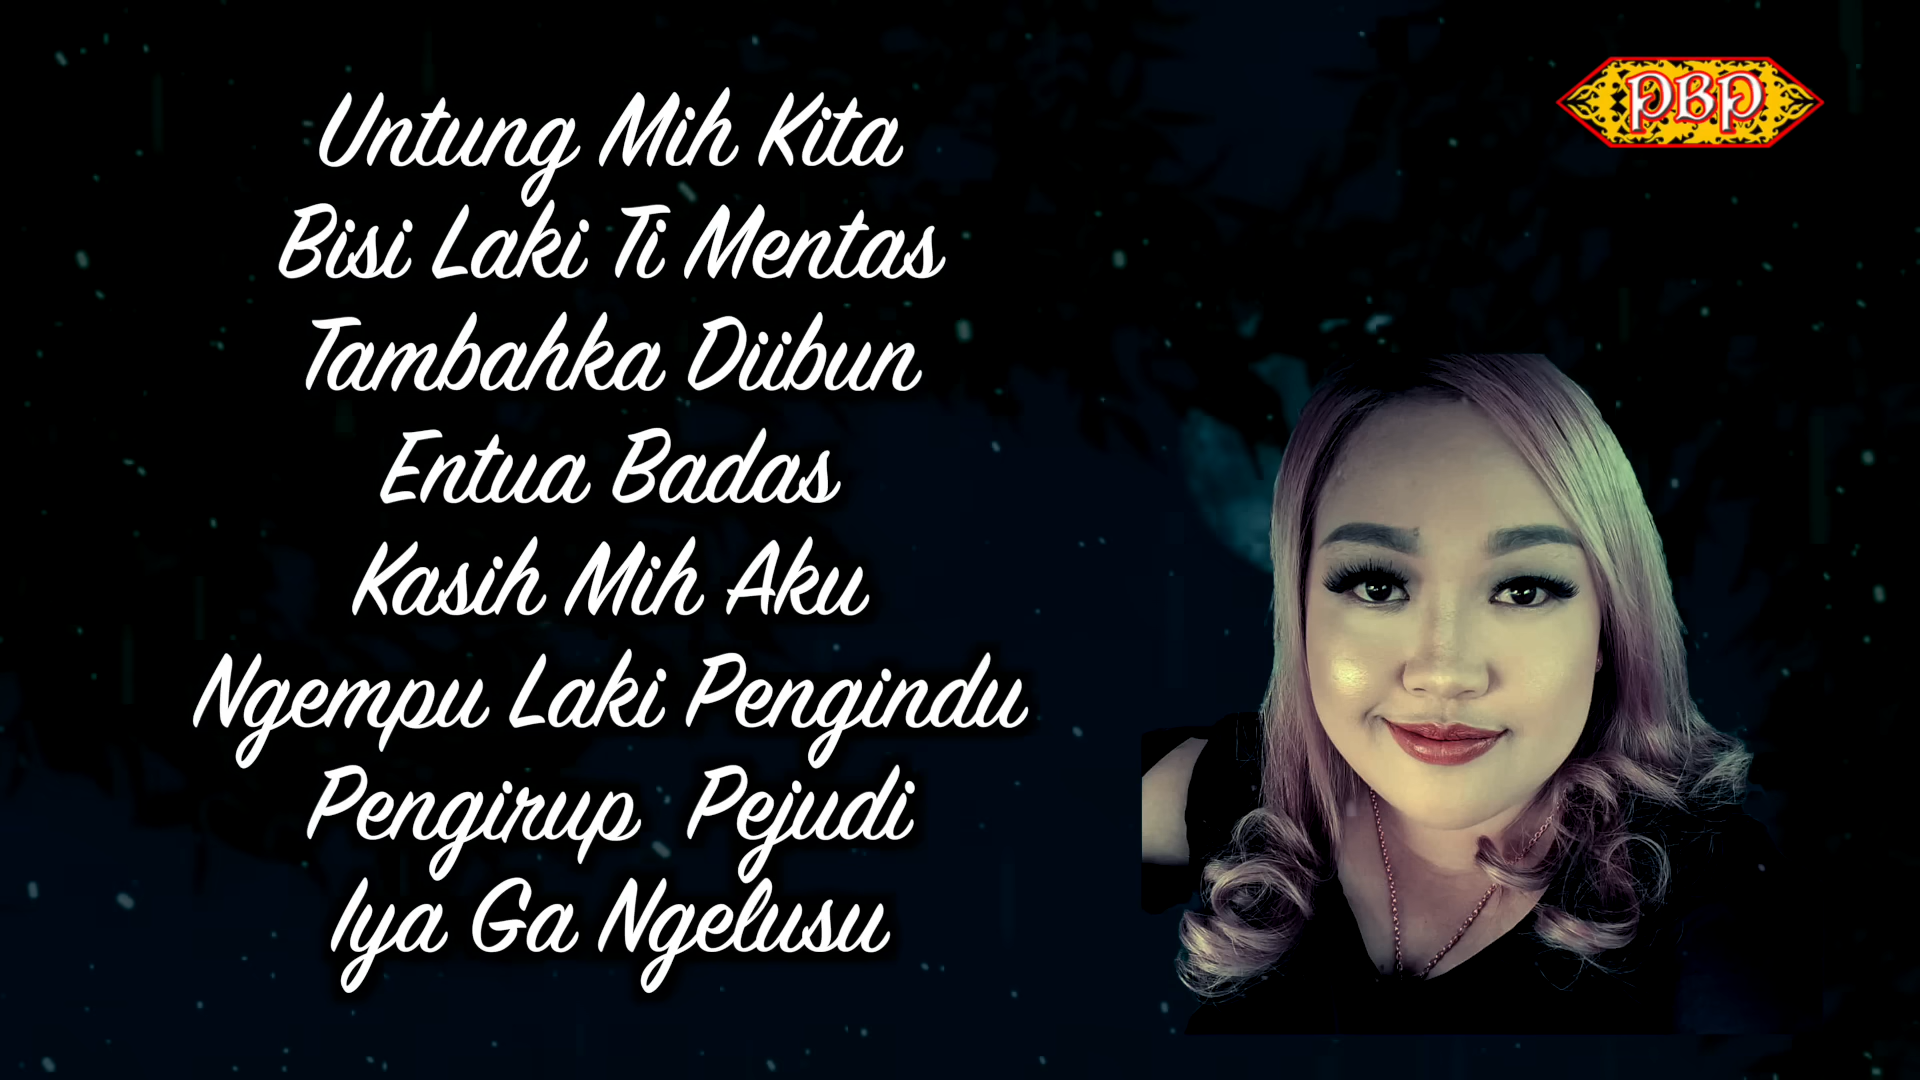 PBP
Untung Mih Kita
Bisi Laki Ti Mentas
Tambahka Diibun
Entua Badas
Kasih Mih Aku
Ngempu Laki Pengindu
Pengirup Pejudi
Iya Ga Ngelusu